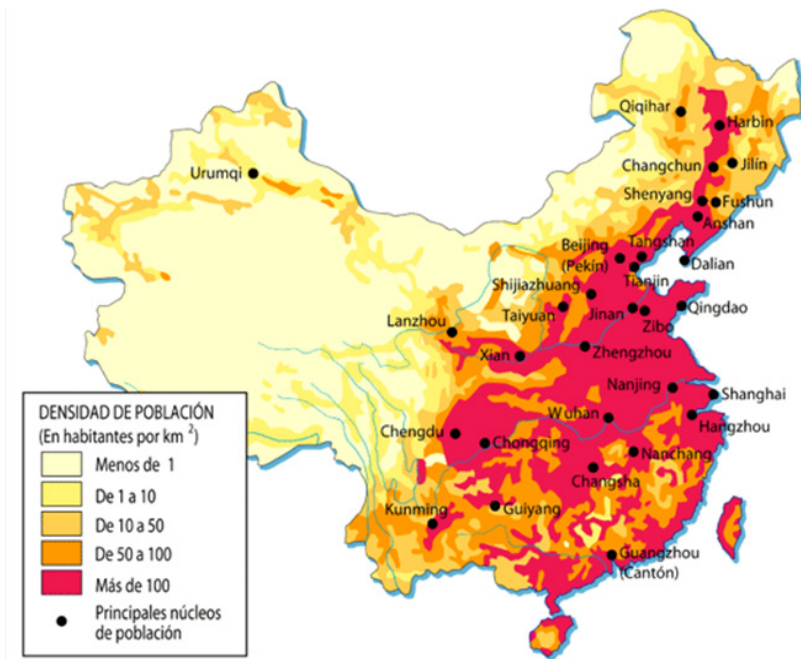 Qiqihar
Harbin
Urumqi
Changchun
Jilín
Shenyang
Fushun
Anshan
Beijing
(Pekín)
Tangshan
Dalian
Tianjin
Shijiazhuang
Taiyuan
Jinan
Zibo
Qingdao
Lanzhou
Xian
Zhengzhou
Nanjing
Shanghai
Wuhan
Hangzhou
Chengdu
Chongqing
Nanchang
Changsha
Kunming
Guiyang
Guangzhou
(Cantón)
DENSIDAD DE POBLACIÓN
(En habitantes por km 2)
Menos de 1
De 1 a 10
De 10 a 50
De 50 a 100
Más de 100
Principales núcleos
de población